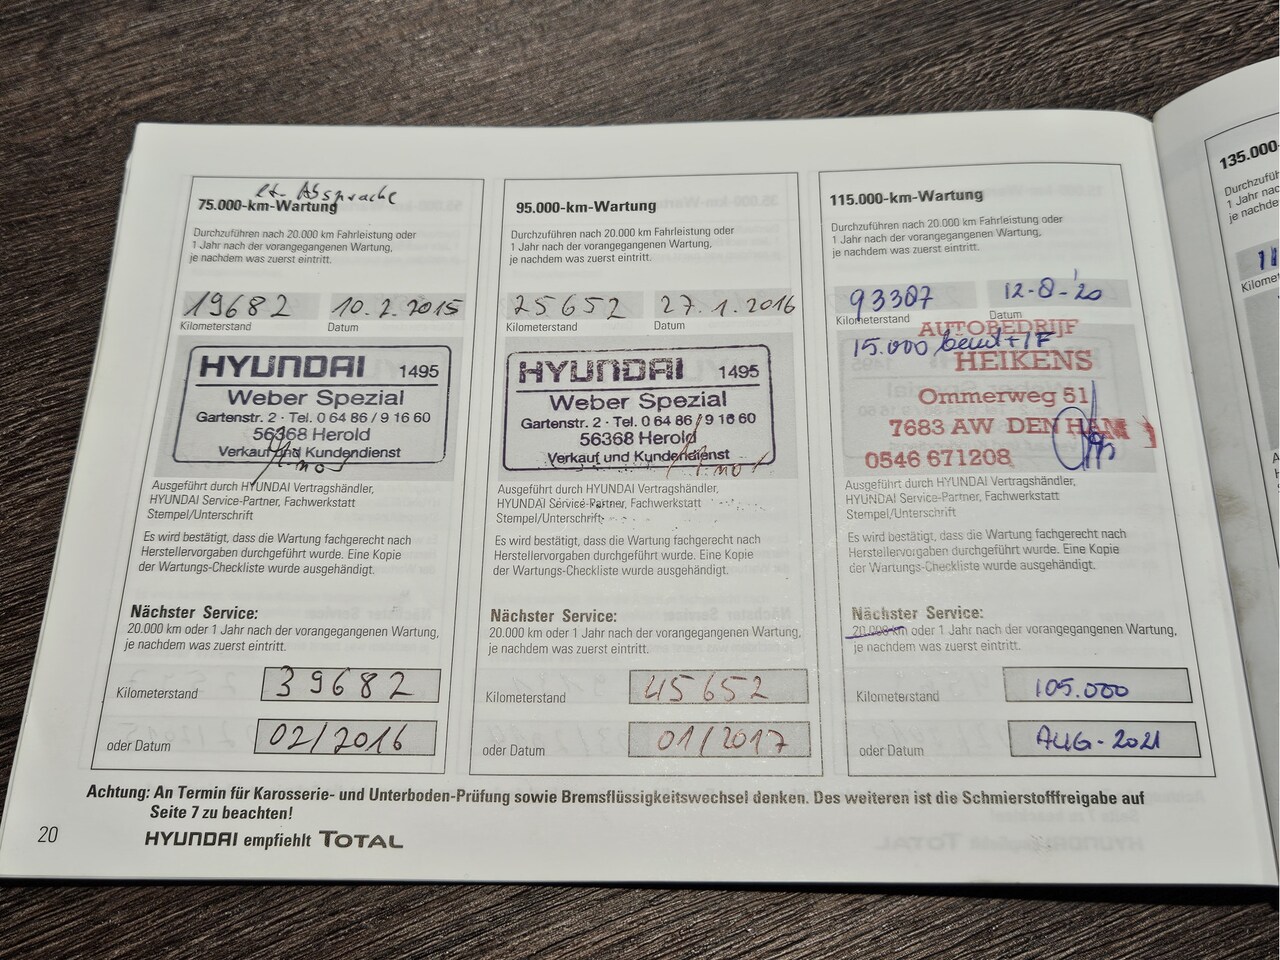 lt. Absprache
75.000-km-Wartung
Durchzuführen nach 20.000 km Fahrleistung oder
1 Jahr nach der vorangegangenen Wartung,
je nachdem was zuerst eintritt.
19682 10.2.2015
Kilometerstand Datum
HYUNDAI 1495
Weber Spezial
Gartenstr. 2 · Tel. 0 64 86 / 9 16 60
56368 Herold
Verkauf und Kundendienst
Ausgeführt durch HYUNDAI Vertragshändler,
HYUNDAI Service-Partner, Fachwerkstatt
Stempel/Unterschrift
Es wird bestätigt, dass die Wartung fachgerecht nach
Herstellervorgaben durchgeführt wurde. Eine Kopie
der Wartungs-Checkliste wurde ausgehändigt.
Nächster Service:
20.000 km oder 1 Jahr nach der vorangegangenen Wartung,
je nachdem was zuerst eintritt.
Kilometerstand 39682
oder Datum 02/2016
95.000-km-Wartung
Durchzuführen nach 20.000 km Fahrleistung oder
1 Jahr nach der vorangegangenen Wartung,
je nachdem was zuerst eintritt.
25652 27.1.2016
Kilometerstand Datum
HYUNDAI 1495
Weber Spezial
Gartenstr. 2 · Tel. 0 64 86 / 9 16 60
56368 Herold
Verkauf und Kundendienst
Ausgeführt durch HYUNDAI Vertragshändler,
HYUNDAI Service-Partner, Fachwerkstatt
Stempel/Unterschrift
Es wird bestätigt, dass die Wartung fachgerecht nach
Herstellervorgaben durchgeführt wurde. Eine Kopie
der Wartungs-Checkliste wurde ausgehändigt.
Nächster Service:
20.000 km oder 1 Jahr nach der vorangegangenen Wartung,
je nachdem was zuerst eintritt.
Kilometerstand 45652
oder Datum 01/2017
115.000-km-Wartung
Durchzuführen nach 20.000 km Fahrleistung oder
1 Jahr nach der vorangegangenen Wartung,
je nachdem was zuerst eintritt.
93387 12-8-'20
Kilometerstand Datum
AUTOBEDRIJF
15.000 beurt + IF
HEIKENS
Ommerweg 51
7683 AW DEN HAM
0546 671208
Ausgeführt durch HYUNDAI Vertragshändler,
HYUNDAI Service-Partner, Fachwerkstatt
Stempel/Unterschrift
Es wird bestätigt, dass die Wartung fachgerecht nach
Herstellervorgaben durchgeführt wurde. Eine Kopie
der Wartungs-Checkliste wurde ausgehändigt.
Nächster Service:
20.000 km oder 1 Jahr nach der vorangegangenen Wartung,
je nachdem was zuerst eintritt.
Kilometerstand 105.000
oder Datum AUG-2021
Achtung: An Termin für Karosserie- und Unterboden-Prüfung sowie Bremsflüssigkeitswechsel denken. Des weiteren ist die Schmierstofffreigabe auf
Seite 7 zu beachten!
20 HYUNDAI empfiehlt TOTAL
135.000
Durchzuführ
1 Jahr nac
je nachde
11
Kilome